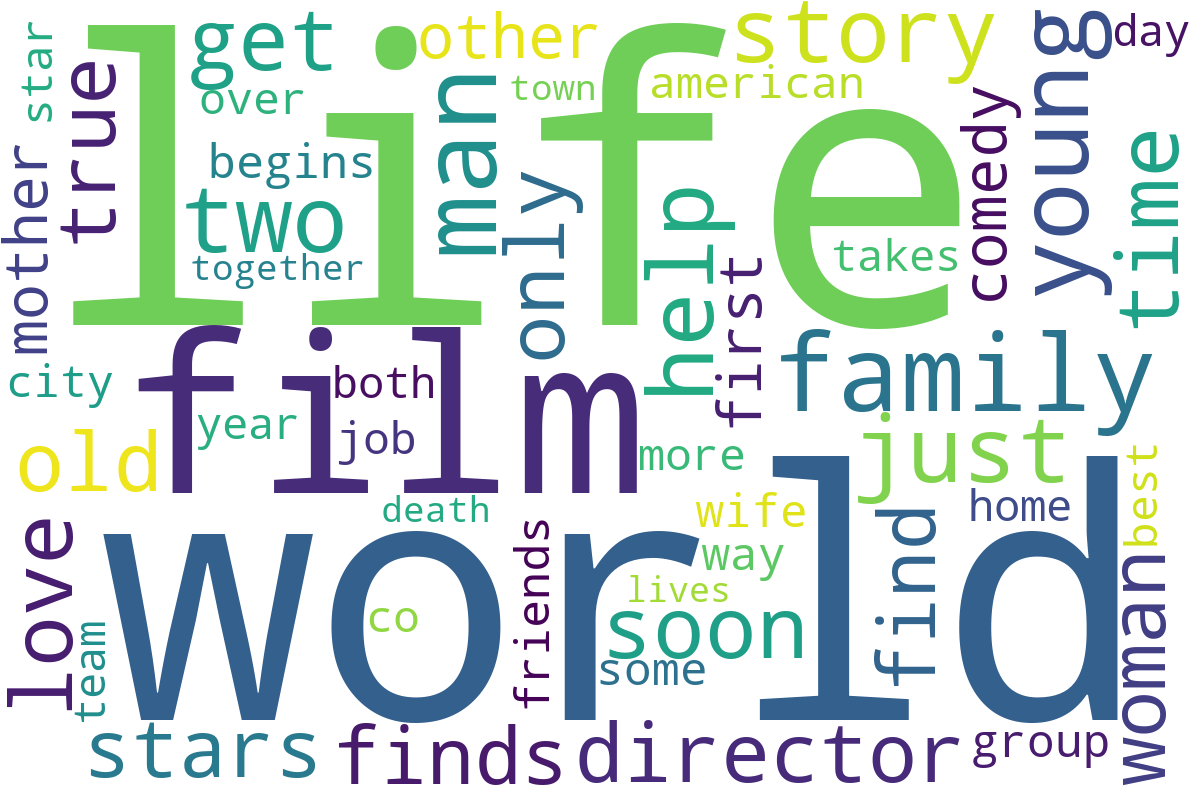 life
get
other
story
day
star
true
over
town
american
young
man
begins
comedy
time
mother
two
only
help
takes
together
first
film
family
city
both
year
job
more
just
old
death
wife
home
best
love
friends
way
find
woman
world
lives
co
soon
team
some
stars
finds
director
group